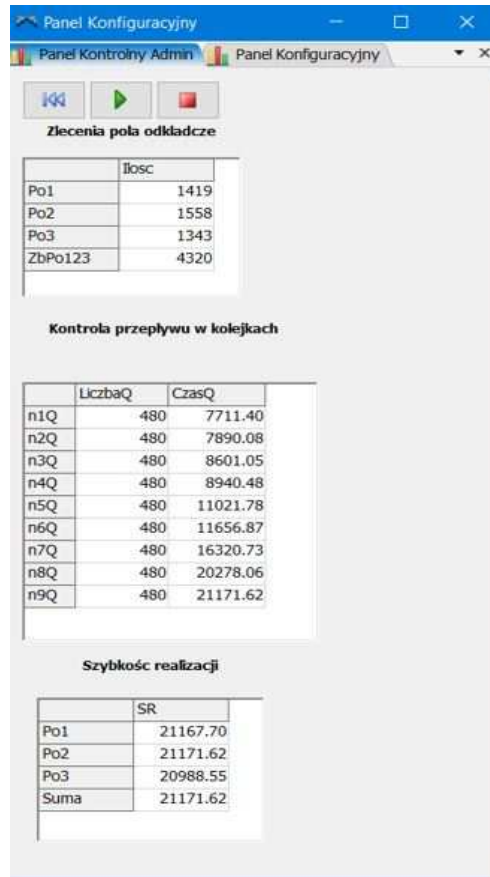 Panel Konfiguracyjny
Panel Kontrolny Admin Panel Konfiguracyjny
Zlecenia pola odkładcze
Ilosc
Po1 1419
Po2 1558
Po3 1343
ZbPo123 4320
Kontrola przepływu w kolejkach
LiczbaQ CzasQ
n1Q 480 7711.40
n2Q 480 7890.08
n3Q 480 8601.05
n4Q 480 8940.48
n5Q 480 11021.78
n6Q 480 11656.87
n7Q 480 16320.73
n8Q 480 20278.06
n9Q 480 21171.62
Szybkośc realizacji
SR
Po1 21167.70
Po2 21171.62
Po3 20988.55
Suma 21171.62